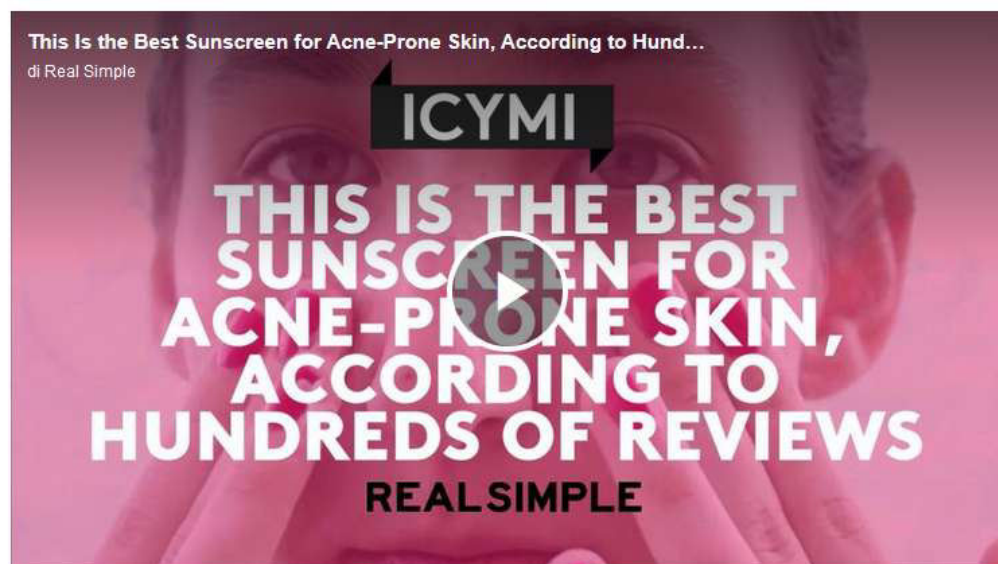 This Is the Best Sunscreen for Acne-Prone Skin, According to Hund...
di Real Simple
ICYMI
THIS IS THE BEST
SUNSCREEN FOR
ACNE-PRONE SKIN,
ACCORDING TO
HUNDREDS OF REVIEWS
REALSIMPLE